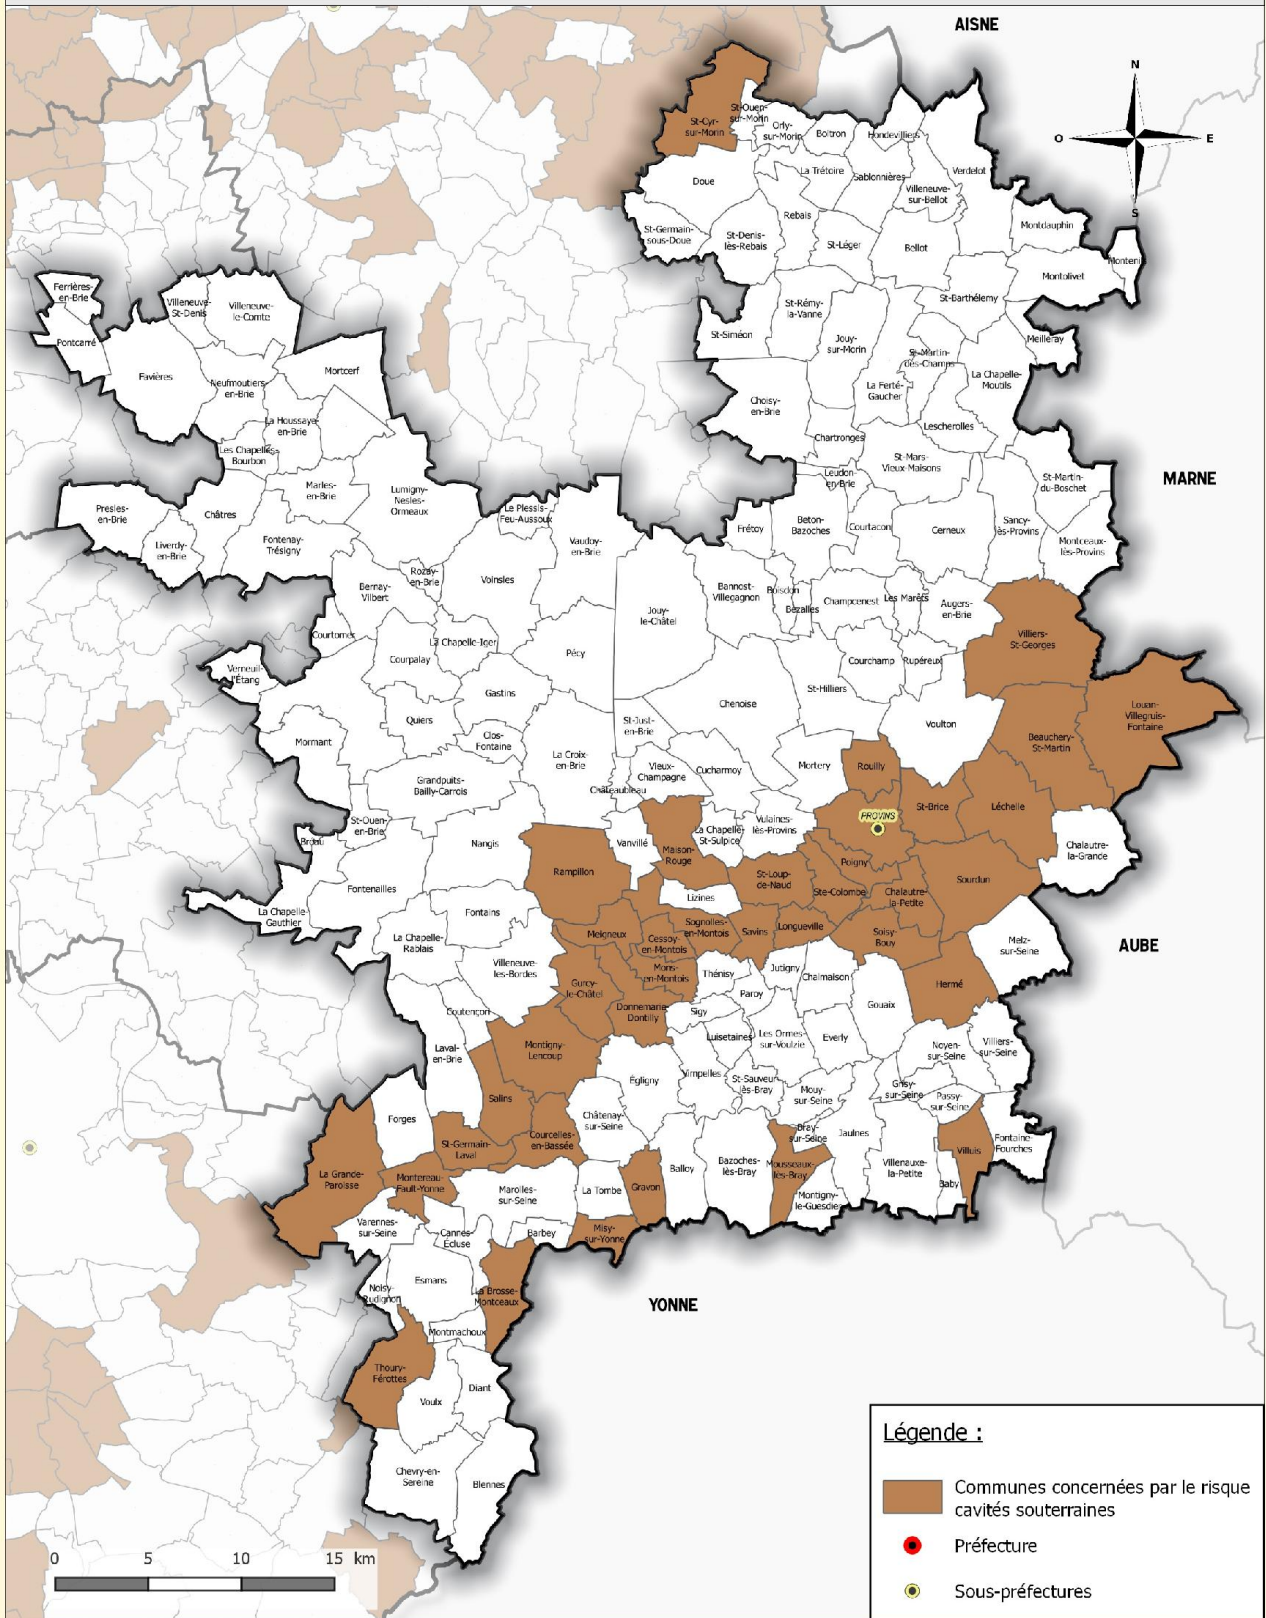 AISNE
N
O
E
S
St-Cyr-
sur-Morin
St-Ouen-
sur-Morin
Orly-
sur-Morin
Boitron
Hondevilliers
Verdelot
Doue
La Trétoire
Sablonnières
Villeneuve-
sur-Bellot
Rebais
Montdauphin
St-Germain-
sous-Doue
St-Denis-
lès-Rebais
St-Léger
Bellot
Montolivet
Ferrières-
en-Brie
Villeneuve-
St-Denis
Villeneuve-
le-Comte
St-Barthélemy
St-Rémy-
la-Vanne
Pontcarré
St-Siméon
Jouy-
sur-Morin
Meilleray
St-Martin-
des-Champs
Favières
Mortcerf
Neufmoutiers-
en-Brie
La Ferté-
Gaucher
La Chapelle-
Moutils
Choisy-
en-Brie
La Houssaye-
en-Brie
Lescherolles
Chartronges
Les Chapelles-
Bourbon
St-Mars-
Vieux-Maisons
Leudon-
en-Brie
St-Martin-
du-Boschet
MARNE
Marles-
en-Brie
Lumigny-
Nesles-
Ormeaux
Presles-
en-Brie
Châtres
Le Plessis-
Feu-Aussoux
Frétoy
Beton-
Bazoches
Courtacon
Cerneux
Sancy-
lès-Provins
Liverdy-
en-Brie
Fontenay-
Trésigny
Vaudoy-
en-Brie
Montceaux-
lès-Provins
Rozay-
en-Brie
Voinsles
Bernay-
Vilbert
Bannost-
Villegagnon
Boisdon
Bezalles
Champcenest
Les Marêts
Augers-
en-Brie
Jouy-
le-Châtel
Courtomer
La Chapelle-Iger
Villiers-
St-Georges
Courpalay
Pécy
Courchamp
Rupéreux
Verneuil-
l'Étang
Gastins
St-Hilliers
Chenoise
Louan-
Villegruis-
Fontaine
Quiers
St-Just-
en-Brie
Voulton
Mormant
Clos-
Fontaine
Beauchery-
St-Martin
La Croix-
en-Brie
Vieux-
Champagne
Cucharmoy
Mortery
Rouilly
Grandpuits-
Bailly-Carrois
Châteaubleau
St-Brice
Léchelle
PROVINS
St-Ouen-
en-Brie
La Chapelle-
St-Sulpice
Vulaines-
lès-Provins
Nangis
Vanvillé
Maison-
Rouge
Chalautre-
la-Grande
Poigny
Rampillon
St-Loup-
de-Naud
Sourdun
Fontenailles
Ste-Colombe
Chalautre-
la-Petite
Lizines
La Chapelle-
Gauthier
Fontains
Sognolles-
en-Montois
Savins
Longueville
Soisy-
Bouy
Meigneux
Cessoy-
en-Montois
La Chapelle-
Rablais
Melz-
sur-Seine
AUBE
Villeneuve-
les-Bordes
Mons-
en-Montois
Thénisy
Jutigny
Chalmaison
Gurcy-
le-Châtel
Hermé
Paroy
Gouaix
Coutençon
Donnemarie-
Dontilly
Sigy
Luisetaines
Les Ormes-
sur-Voulzie
Everly
Laval-
en-Brie
Montigny-
Lencoup
Noyen-
sur-Seine
Villiers-
sur-Seine
Égligny
Vimpelles
St-Sauveur-
lès-Bray
Mouy-
sur-Seine
Grisy-
sur-Seine
Passy-
sur-Seine
Salins
Forges
Châtenay-
sur-Seine
Bray-
sur-Seine
Jaulnes
St-Germain-
Laval
Courcelles-
en-Bassée
Villuis
Fontaine-
Fourches
La Grande-
Paroisse
Montereau-
Fault-Yonne
Balloy
Bazoches-
lès-Bray
Mousseaux-
lès-Bray
Villenauxe-
la-Petite
Baby
Marolles-
sur-Seine
La Tombe
Gravon
Montigny-
le-Guesdier
Varennes-
sur-Seine
Cannes-
Écluse
Barbey
Misy-
sur-Yonne
Esmans
Noisy-
Rudignon
La Brosse-
Montceaux
YONNE
Montmachoux
Thoury-
Férottes
Diant
Voulx
Chevry-en-
Sereine
Blennes
0 5 10 15 km
Légende :
Communes concernées par le risque
cavités souterraines
Préfecture
Sous-préfectures